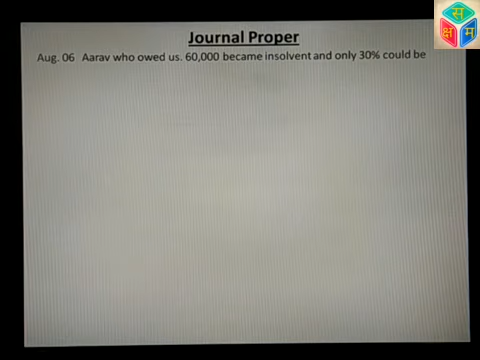 Journal Proper
Aug. 06 Aarav who owed us. 60,000 became insolvent and only 30% could be
स
क्ष
म